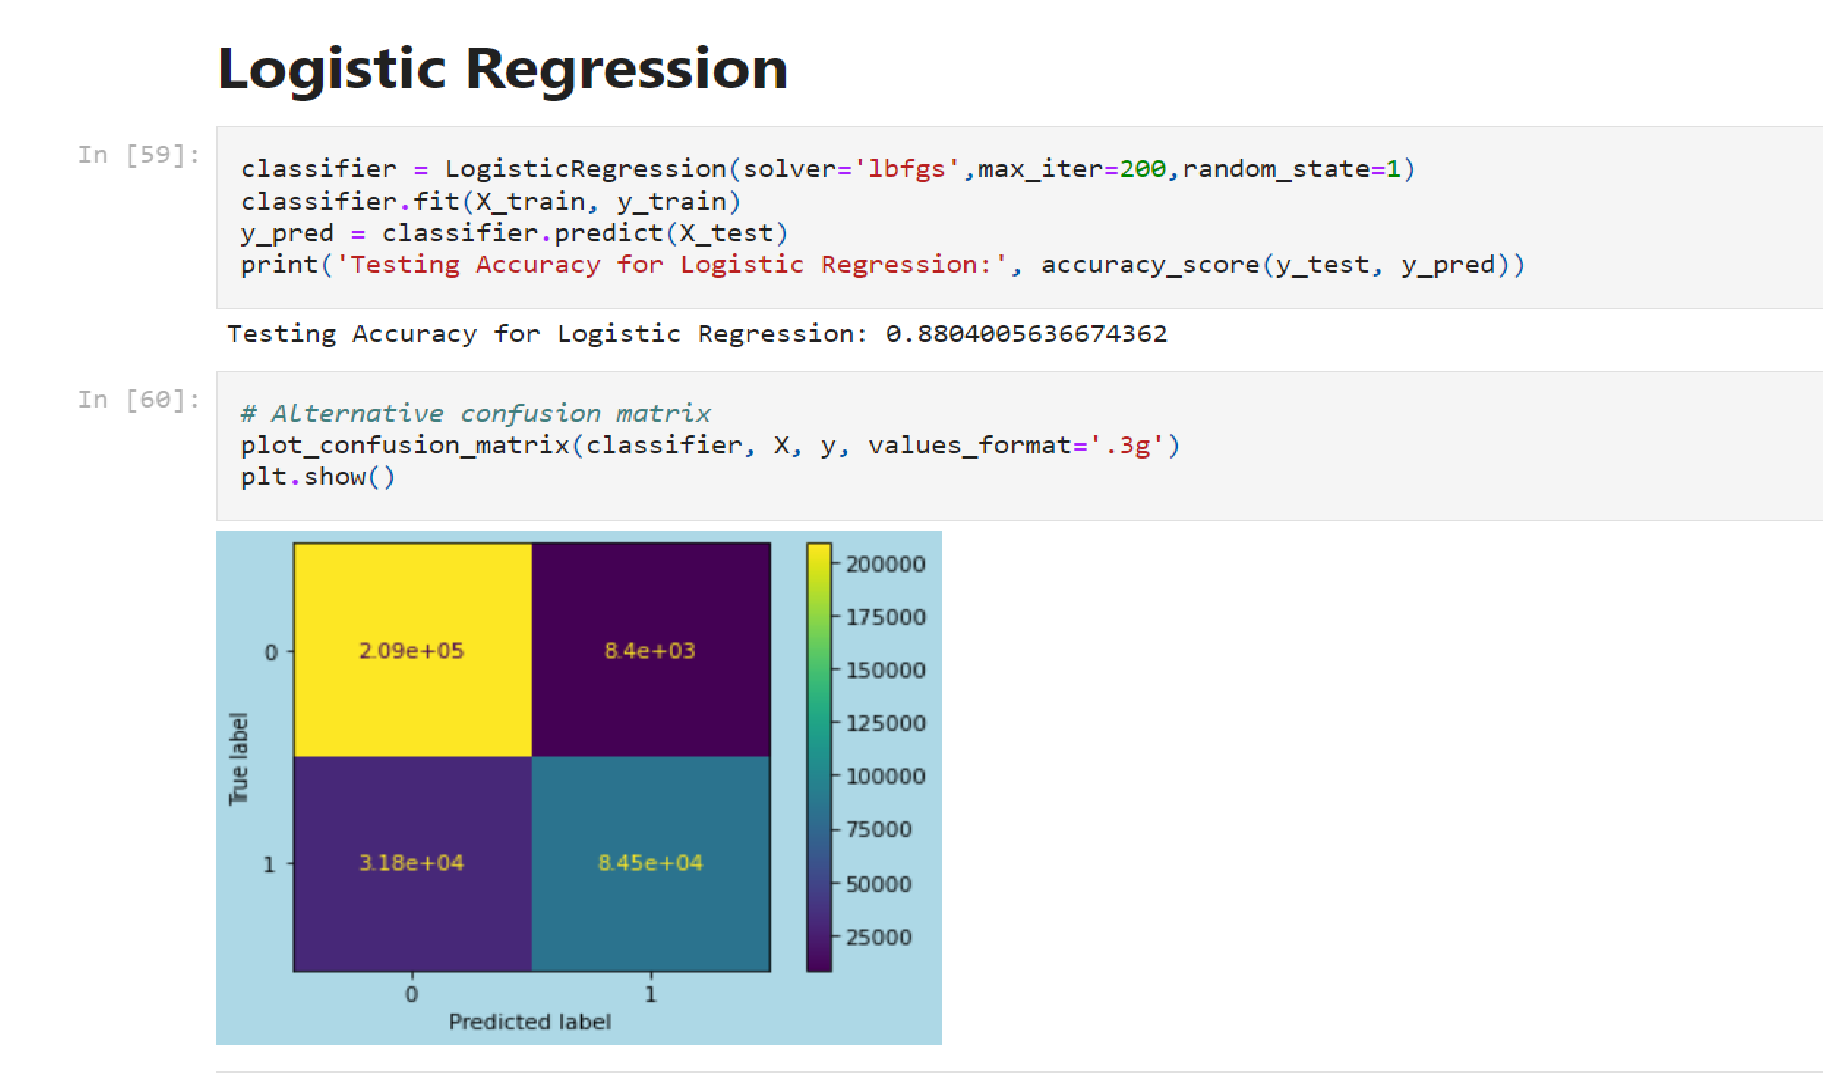 Logistic Regression
In [59]:
classifier = LogisticRegression(solver='lbfgs',max_iter=200,random_state=1)
classifier.fit(X_train, y_train)
y_pred = classifier.predict(X_test)
print('Testing Accuracy for Logistic Regression:', accuracy_score(y_test, y_pred))
Testing Accuracy for Logistic Regression: 0.8804005636674362
In [60]:
# Alternative confusion matrix
plot_confusion_matrix(classifier, X, y, values_format='.3g')
plt.show()
True label
0
2.09e+05
8.4e+03
1
3.18e+04
8.45e+04
0
1
Predicted label
200000
175000
150000
125000
100000
75000
50000
25000